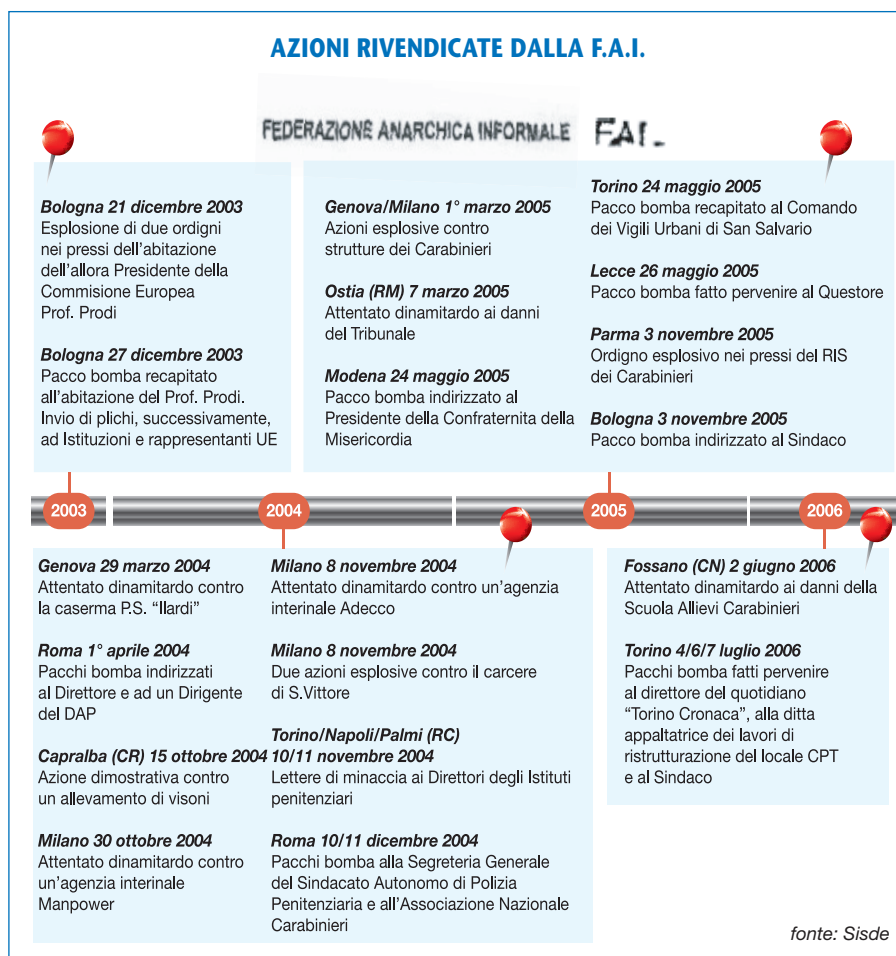 AZIONI RIVENDICATE DALLA F.A.I.
FEDERAZIONE ANARCHICA INFORMALE FAI_
Bologna 21 dicembre 2003
Esplosione di due ordigni
nei pressi dell'abitazione
dell'allora Presidente della
Commisione Europea
Prof. Prodi
Bologna 27 dicembre 2003
Pacco bomba recapitato
all'abitazione del Prof. Prodi.
Invio di plichi, successivamente,
ad Istituzioni e rappresentanti UE
Genova/Milano 1° marzo 2005
Azioni esplosive contro
strutture dei Carabinieri
Ostia (RM) 7 marzo 2005
Attentato dinamitardo ai danni
del Tribunale
Modena 24 maggio 2005
Pacco bomba indirizzato al
Presidente della Confraternita della
Misericordia
Torino 24 maggio 2005
Pacco bomba recapitato al Comando
dei Vigili Urbani di San Salvario
Lecce 26 maggio 2005
Pacco bomba fatto pervenire al Questore
Parma 3 novembre 2005
Ordigno esplosivo nei pressi del RIS
dei Carabinieri
Bologna 3 novembre 2005
Pacco bomba indirizzato al Sindaco
2003
2004
2005
2006
Genova 29 marzo 2004
Attentato dinamitardo contro
la caserma P.S. "Ilardi"
Roma 1° aprile 2004
Pacchi bomba indirizzati
al Direttore e ad un Dirigente
del DAP
Capralba (CR) 15 ottobre 2004
Azione dimostrativa contro
un allevamento di visoni
Milano 30 ottobre 2004
Attentato dinamitardo contro
un'agenzia interinale
Manpower
Milano 8 novembre 2004
Attentato dinamitardo contro un'agenzia
interinale Adecco
Milano 8 novembre 2004
Due azioni esplosive contro il carcere
di S.Vittore
Torino/Napoli/Palmi (RC)
10/11 novembre 2004
Lettere di minaccia ai Direttori degli Istituti
penitenziari
Roma 10/11 dicembre 2004
Pacchi bomba alla Segreteria Generale
del Sindacato Autonomo di Polizia
Penitenziaria e all'Associazione Nazionale
Carabinieri
Fossano (CN) 2 giugno 2006
Attentato dinamitardo ai danni della
Scuola Allievi Carabinieri
Torino 4/6/7 luglio 2006
Pacchi bomba fatti pervenire
al direttore del quotidiano
"Torino Cronaca", alla ditta
appaltatrice dei lavori di
ristrutturazione del locale CPT
e al Sindaco
fonte: Sisde